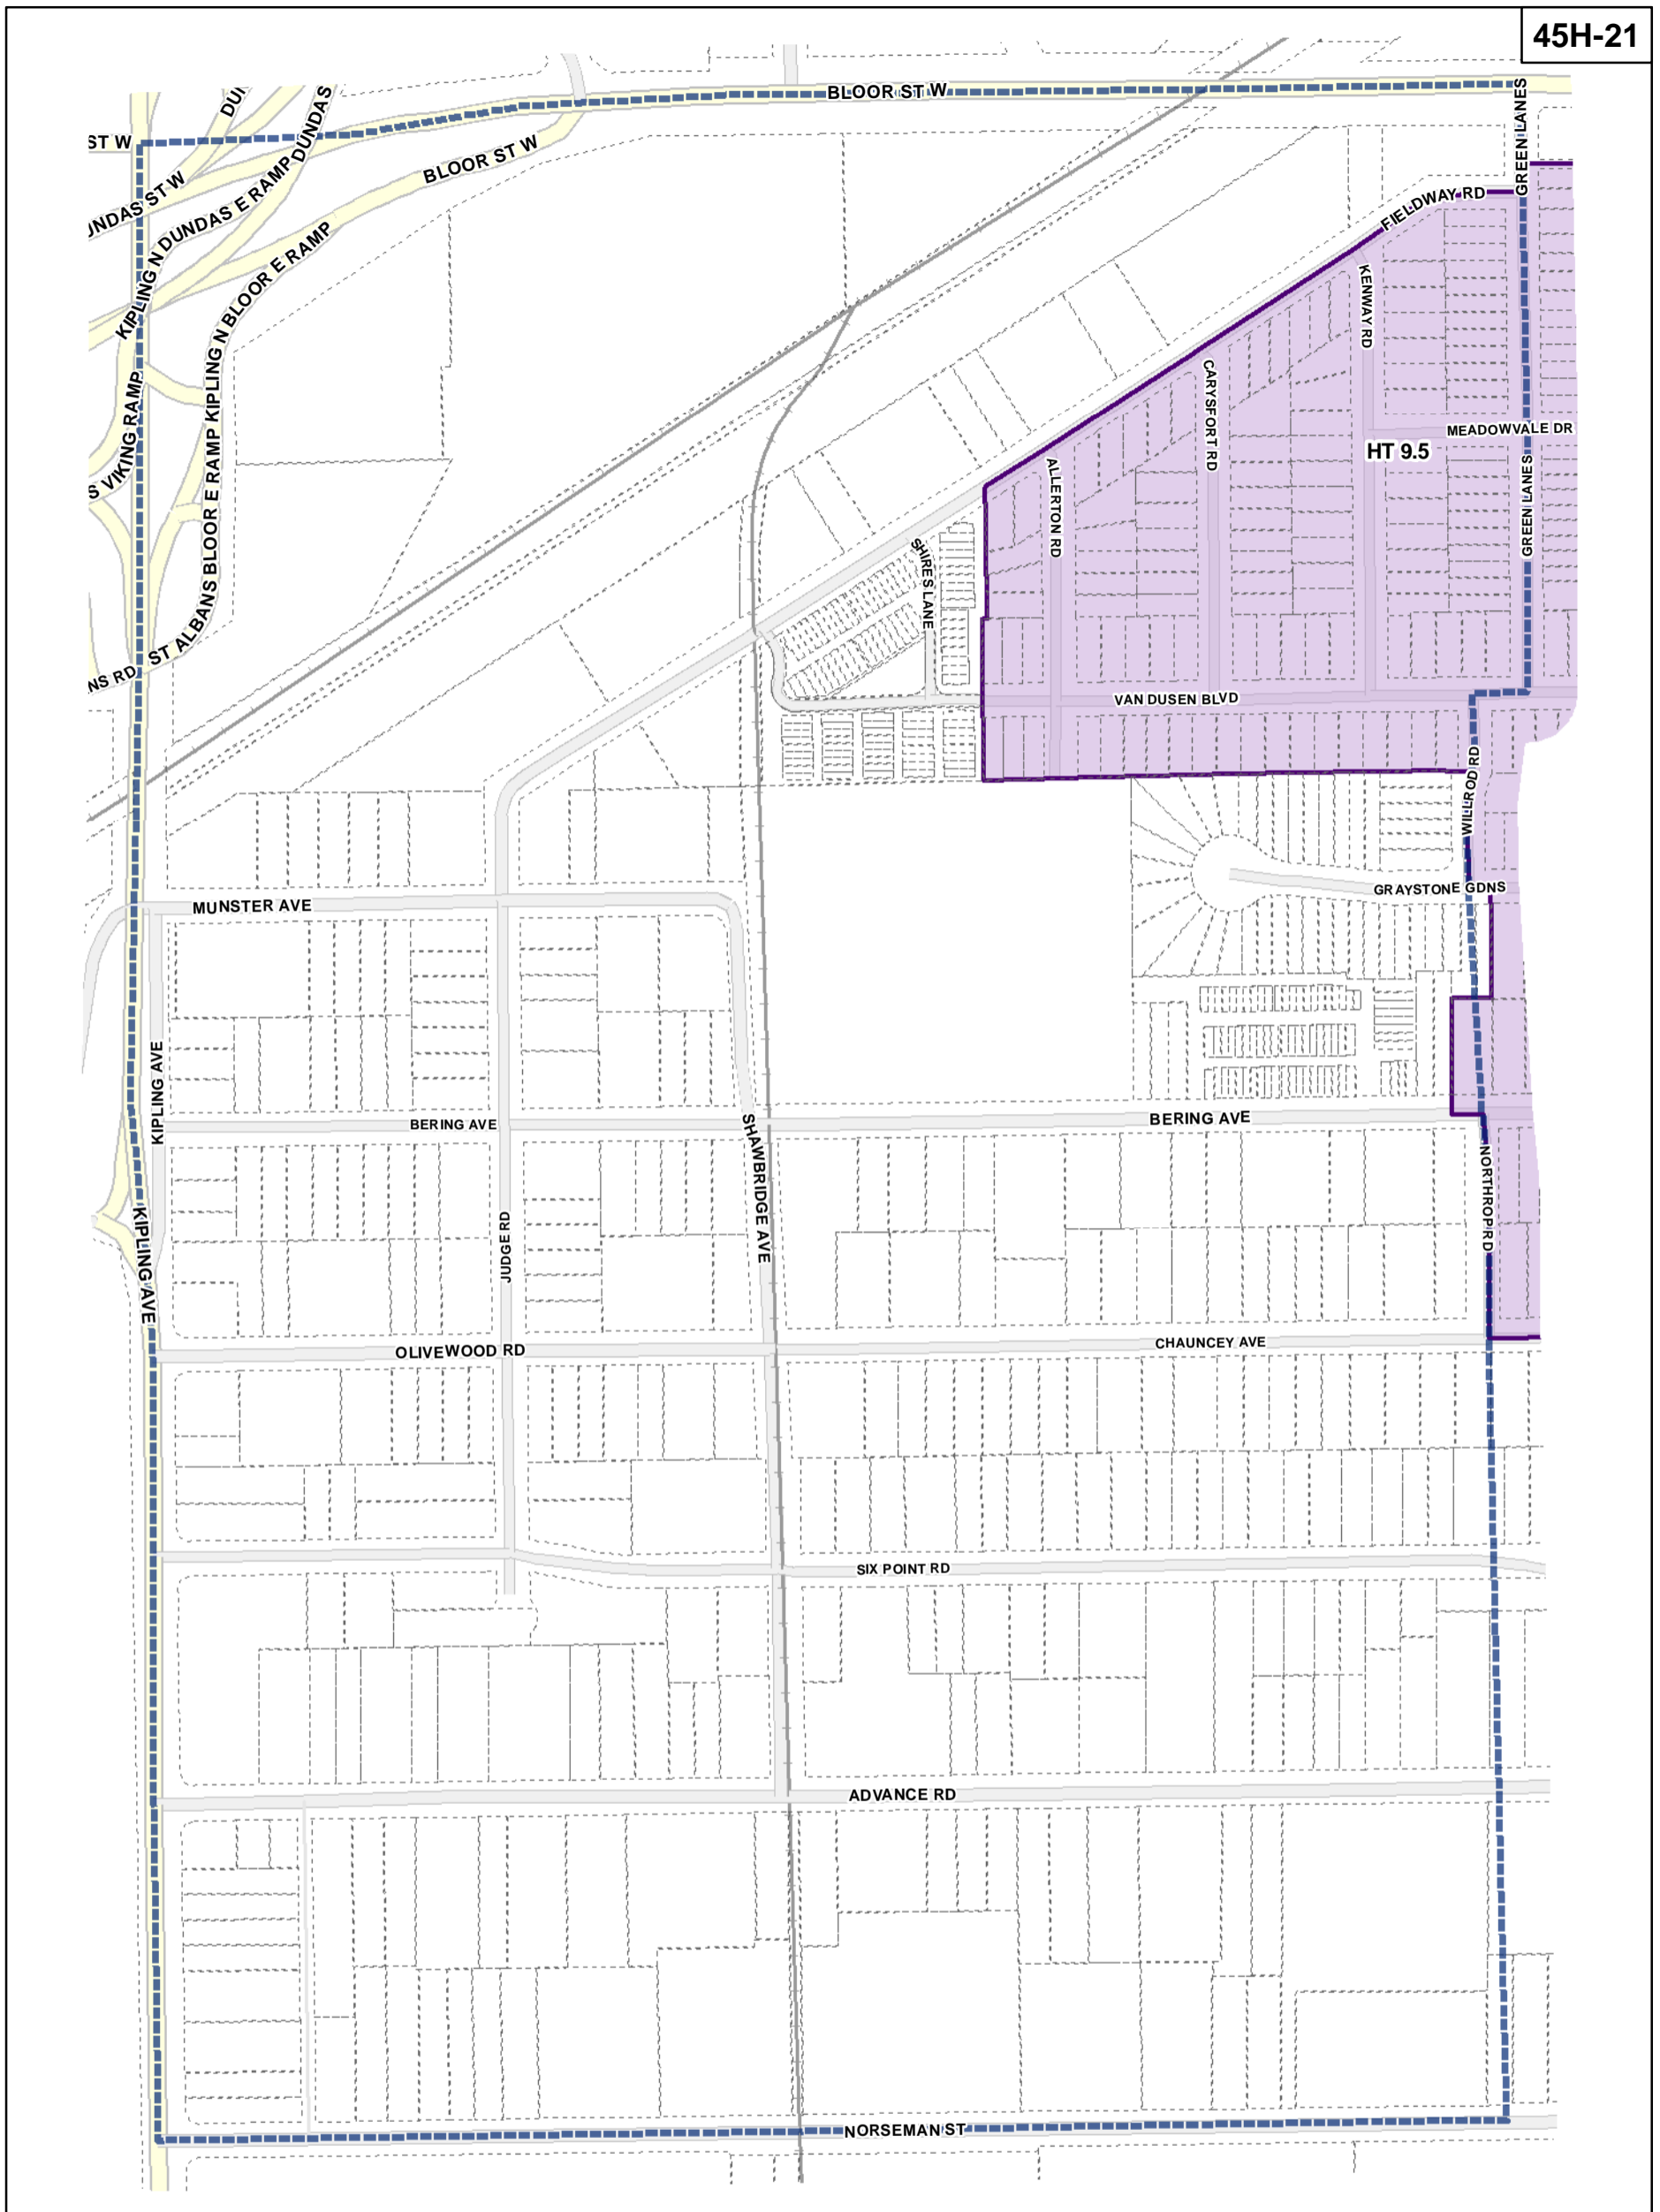 45H-21
BLOOR ST W
GREEN LANES
DUNDAS
ST W
BLOOR ST W
UNDAS ST W
KIPLING N DUNDAS E RAMP
FIELDWAY RD
KENWAY RD
ST ALBANS BLOOR E RAMP KIPLING N BLOOR E RAMP
S VIKING RAMP
CARYSFORT RD
MEADOWVALE DR
HT 9.5
ALLERTON RD
GREEN LANES
SHIRES LANE
NS RD
VAN DUSEN BLVD
WILLROD RD
GRAYSTONE GDNS
MUNSTER AVE
KIPLING AVE
BERING AVE
BERING AVE
SHAWBRIDGE AVE
NORTHROP RD
JUDGE RD
KIPLING AVE
OLIVEWOOD RD
CHAUNCEY AVE
SIX POINT RD
ADVANCE RD
NORSEMAN ST